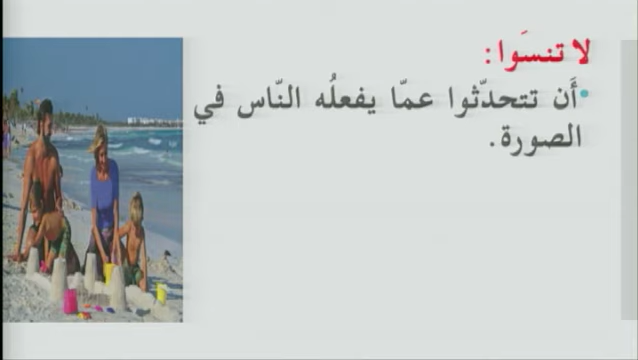 لا تنسَوا:
• أَن تتحدّثوا عمّا يفعلُه النّاس في
الصورة.